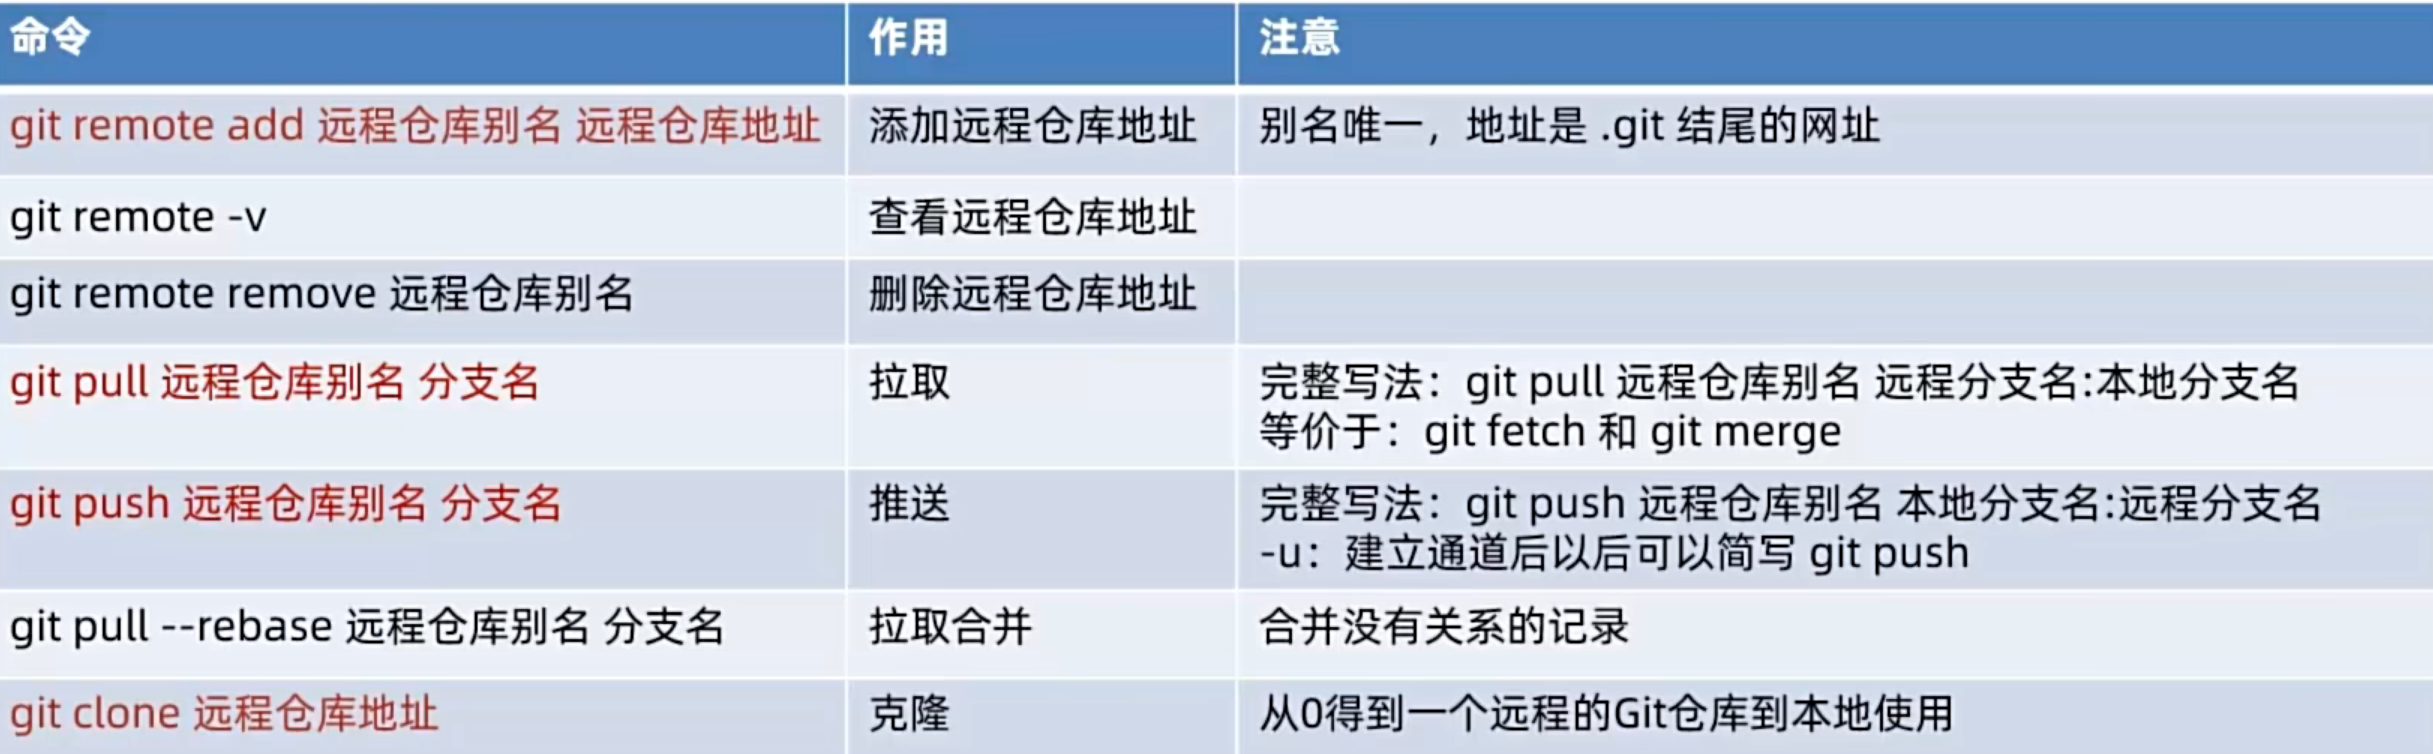 命令 作用 注意
git remote add 远程仓库别名 远程仓库地址 添加远程仓库地址 别名唯一，地址是 .git 结尾的网址
git remote -v 查看远程仓库地址
git remote remove 远程仓库别名 删除远程仓库地址
git pull 远程仓库别名 分支名 拉取 完整写法：git pull 远程仓库别名 远程分支名:本地分支名
等价于：git fetch 和 git merge
git push 远程仓库别名 分支名 推送 完整写法：git push 远程仓库别名 本地分支名:远程分支名
-u：建立通道后以后可以简写 git push
git pull --rebase 远程仓库别名 分支名 拉取合并 合并没有关系的记录
git clone 远程仓库地址 克隆 从0得到一个远程的Git仓库到本地使用